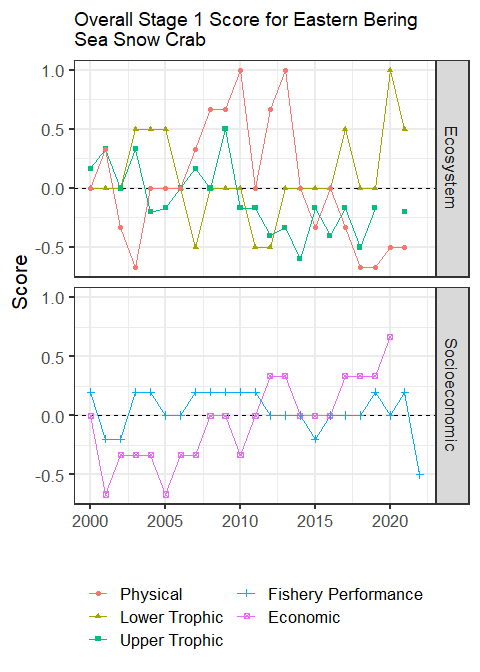 Overall Stage 1 Score for Eastern Bering
Sea Snow Crab
Score
1.0
0.5
0.0
-0.5
Ecosystem
1.0
0.5
0.0
-0.5
Socioeconomic
2000 2005 2010 2015 2020
Physical
Lower Trophic
Upper Trophic
Fishery Performance
Economic